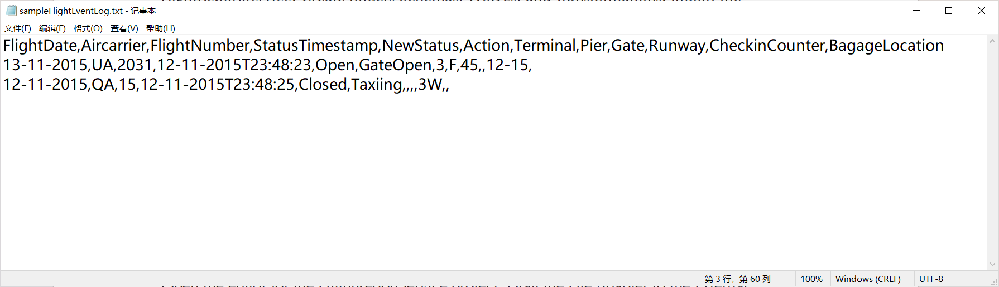 sampleFlightEventLog.txt - 记事本
文件(F) 编辑(E) 格式(O) 查看(V) 帮助(H)
FlightDate,Aircarrier,FlightNumber,StatusTimestamp,NewStatus,Action,Terminal,Pier,Gate,Runway,CheckinCounter,BagageLocation
13-11-2015,UA,2031,12-11-2015T23:48:23,Open,GateOpen,3,F,45,,12-15,
12-11-2015,QA,15,12-11-2015T23:48:25,Closed,Taxiing,,,,3W,,
第 3 行，第 60 列 100% Windows (CRLF) UTF-8